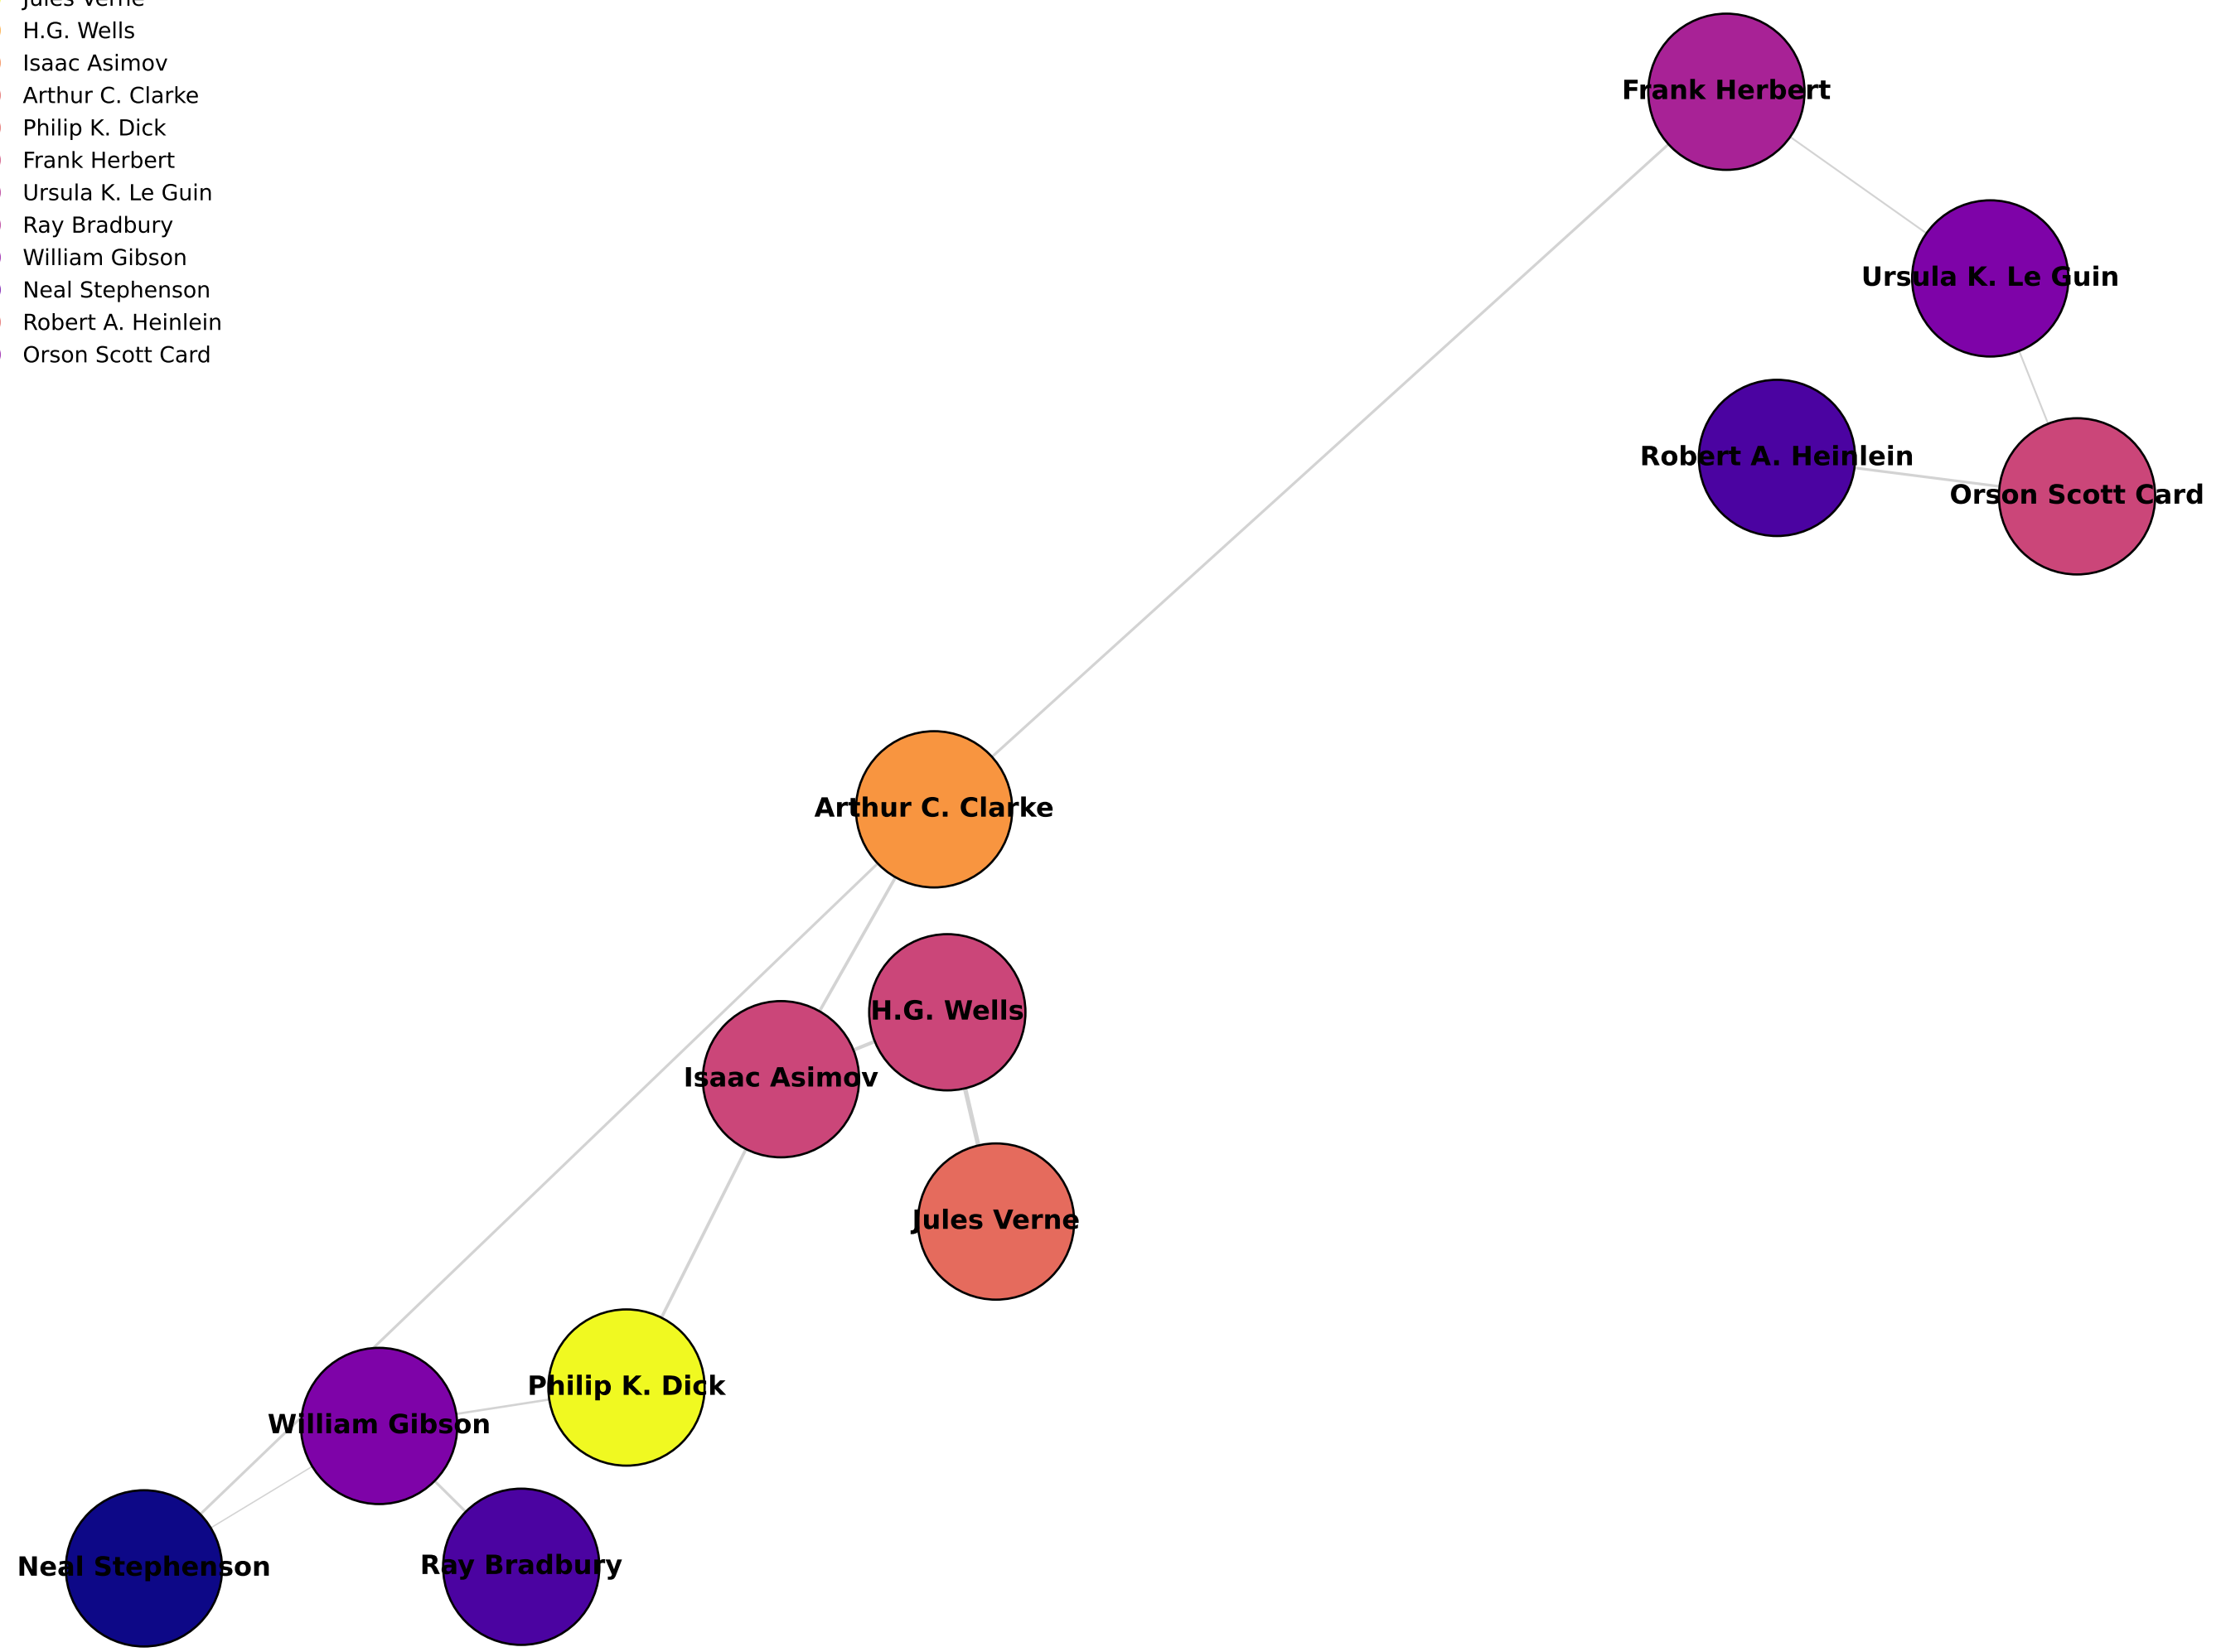 Jules Verne
H.G. Wells
Isaac Asimov
Arthur C. Clarke
Philip K. Dick
Frank Herbert
Ursula K. Le Guin
Ray Bradbury
William Gibson
Neal Stephenson
Robert A. Heinlein
Orson Scott Card
Frank Herbert
Ursula K. Le Guin
Robert A. Heinlein
Orson Scott Card
Arthur C. Clarke
H.G. Wells
Isaac Asimov
Jules Verne
Philip K. Dick
William Gibson
Neal Stephenson
Ray Bradbury